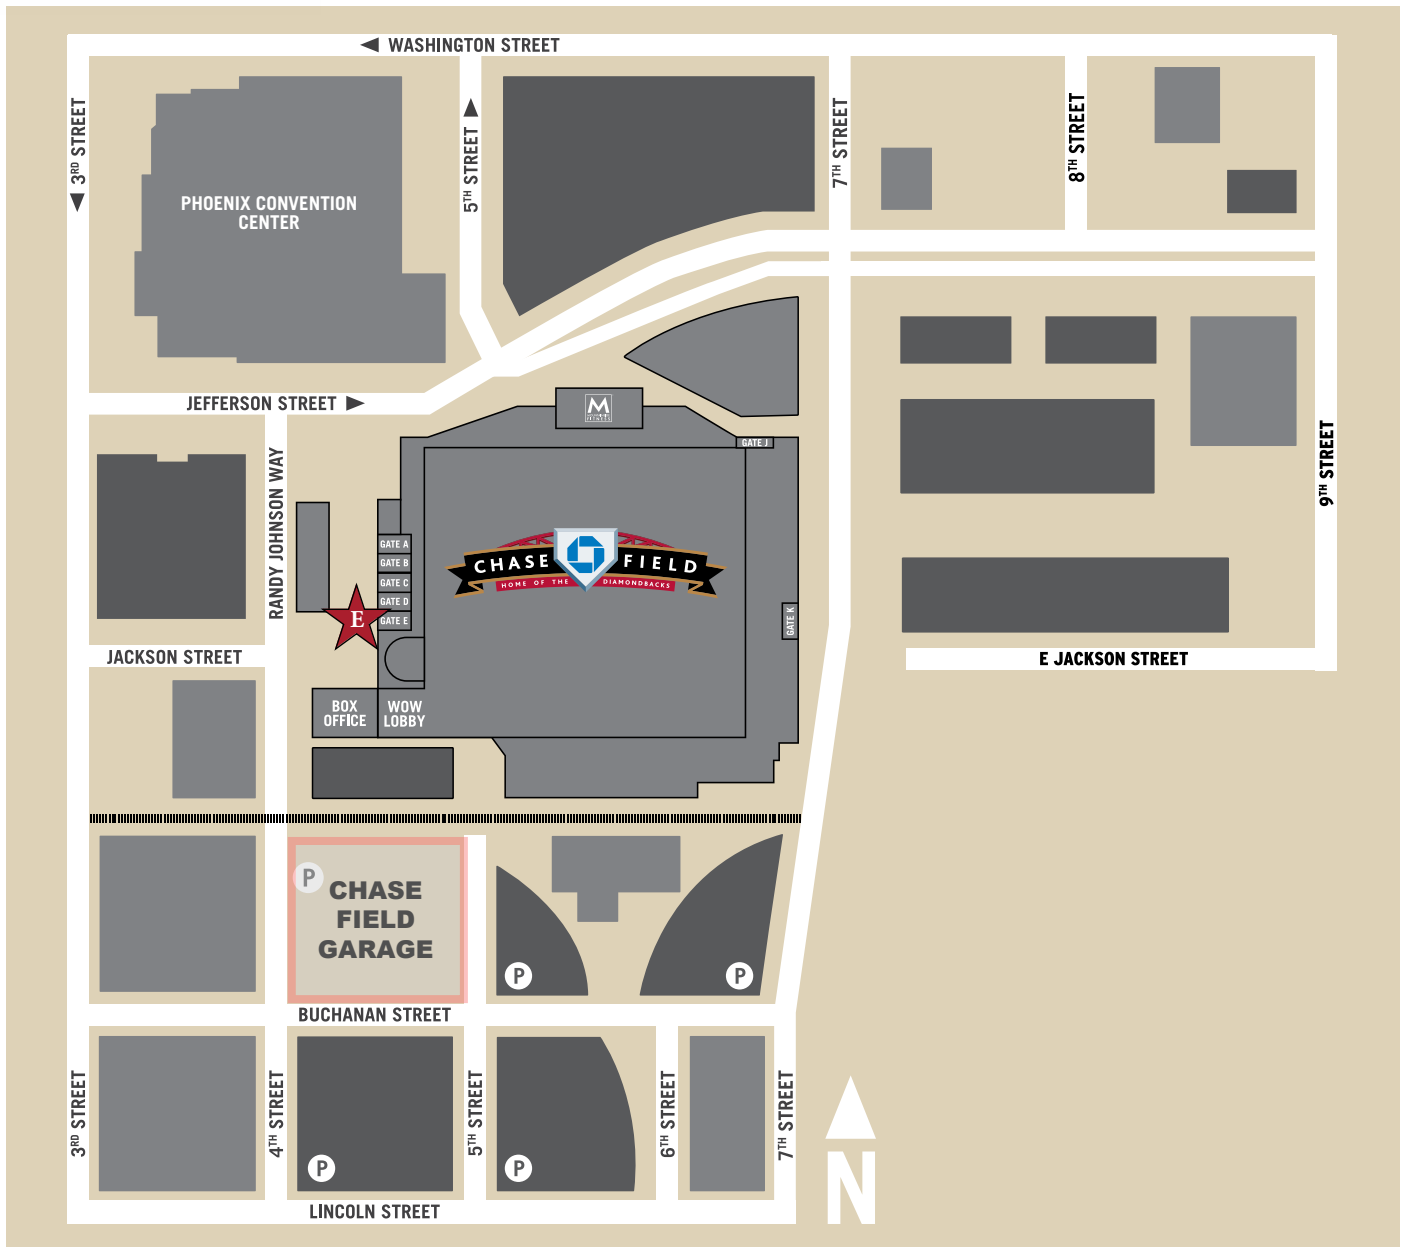 WASHINGTON STREET
3RD STREET
5TH STREET
7TH STREET
8TH STREET
PHOENIX CONVENTION
CENTER
JEFFERSON STREET
M
GATE J
RANDY JOHNSON WAY
9TH STREET
GATE A
GATE B
GATE C
GATE D
GATE E
E
CHASE FIELD
HOME OF THE DIAMONDBACKS
GATE K
JACKSON STREET
E JACKSON STREET
BOX
OFFICE
WOW
LOBBY
P
CHASE
FIELD
GARAGE
P
P
BUCHANAN STREET
3RD STREET
4TH STREET
5TH STREET
6TH STREET
7TH STREET
P
P
N
LINCOLN STREET